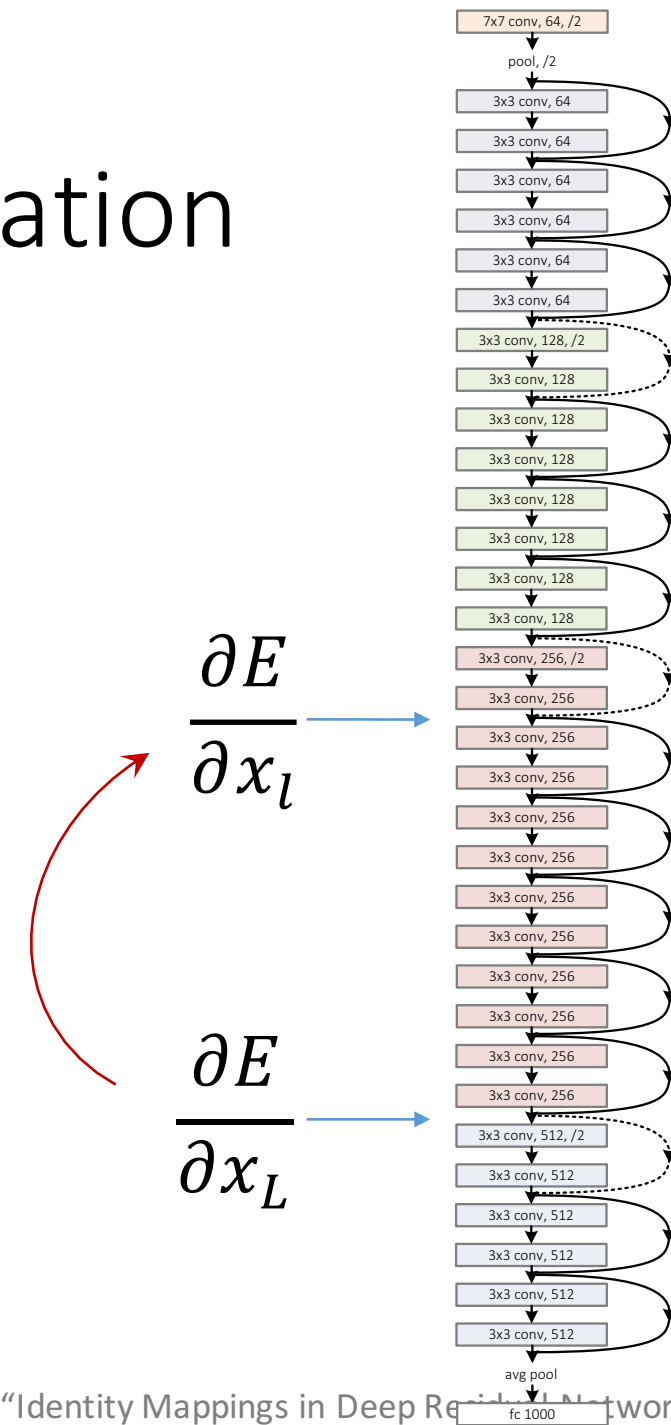 ation
7x7 conv, 64, /2
pool, /2
3x3 conv, 64
3x3 conv, 64
3x3 conv, 64
3x3 conv, 64
3x3 conv, 64
3x3 conv, 64
3x3 conv, 128, /2
3x3 conv, 128
3x3 conv, 128
3x3 conv, 128
3x3 conv, 128
3x3 conv, 128
3x3 conv, 128
3x3 conv, 128
3x3 conv, 256, /2
3x3 conv, 256
3x3 conv, 256
3x3 conv, 256
3x3 conv, 256
3x3 conv, 256
3x3 conv, 256
3x3 conv, 256
3x3 conv, 256
3x3 conv, 256
3x3 conv, 256
3x3 conv, 256
3x3 conv, 512, /2
3x3 conv, 512
3x3 conv, 512
3x3 conv, 512
3x3 conv, 512
3x3 conv, 512
avg pool
fc 1000
∂E
∂x_l
∂E
∂x_L
“Identity Mappings in Deep Residual Networ